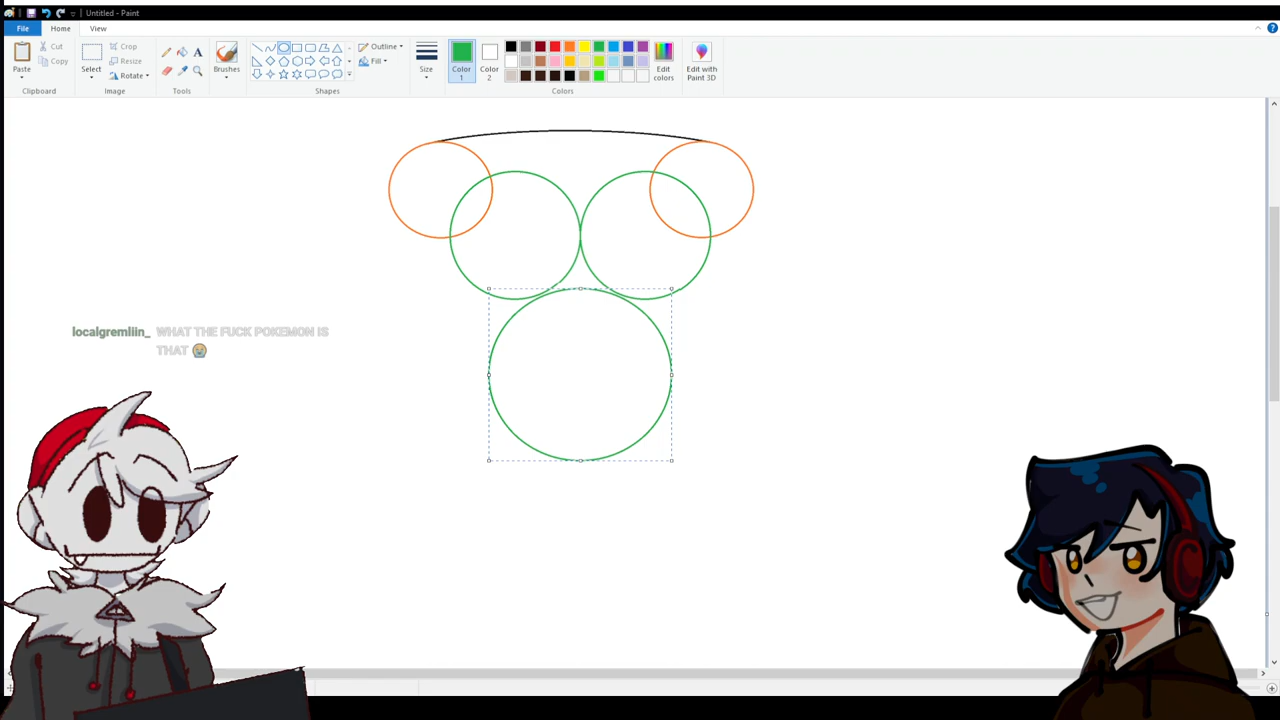 Untitled - Paint
File Home View
Paste
Cut
Copy
Clipboard
Select
Crop
Resize
Rotate
Image
A
Tools
Brushes
Outline
Fill
Shapes
Size
Color 1
Color 2
Edit colors
Colors
Edit with Paint 3D
localgremliin_ WHAT THE FUCK POKEMON IS
THAT 😭